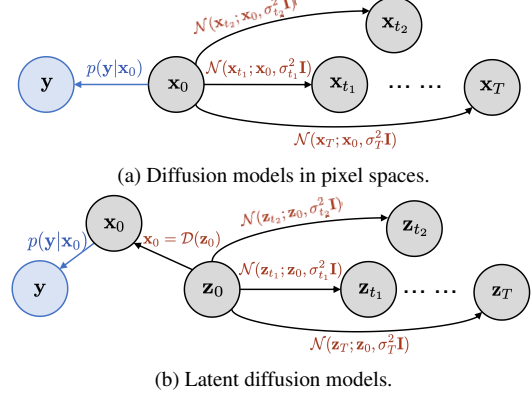 𝒩(𝐱_{t_2}; 𝐱_0, σ_{t_2}^2 𝐈)
𝐱_{t_2}
𝐲
p(𝐲|𝐱_0)
𝐱_0
𝒩(𝐱_{t_1}; 𝐱_0, σ_{t_1}^2 𝐈)
𝐱_{t_1}
... ...
𝐱_T
𝒩(𝐱_T; 𝐱_0, σ_T^2 𝐈)
(a) Diffusion models in pixel spaces.
𝐱_0
p(𝐲|𝐱_0)
𝐱_0 = 𝒟(𝐳_0)
𝒩(𝐳_{t_2}; 𝐳_0, σ_{t_2}^2 𝐈)
𝐳_{t_2}
𝐲
𝐳_0
𝒩(𝐳_{t_1}; 𝐳_0, σ_{t_1}^2 𝐈)
𝐳_{t_1}
... ...
𝐳_T
𝒩(𝐳_T; 𝐳_0, σ_T^2 𝐈)
(b) Latent diffusion models.